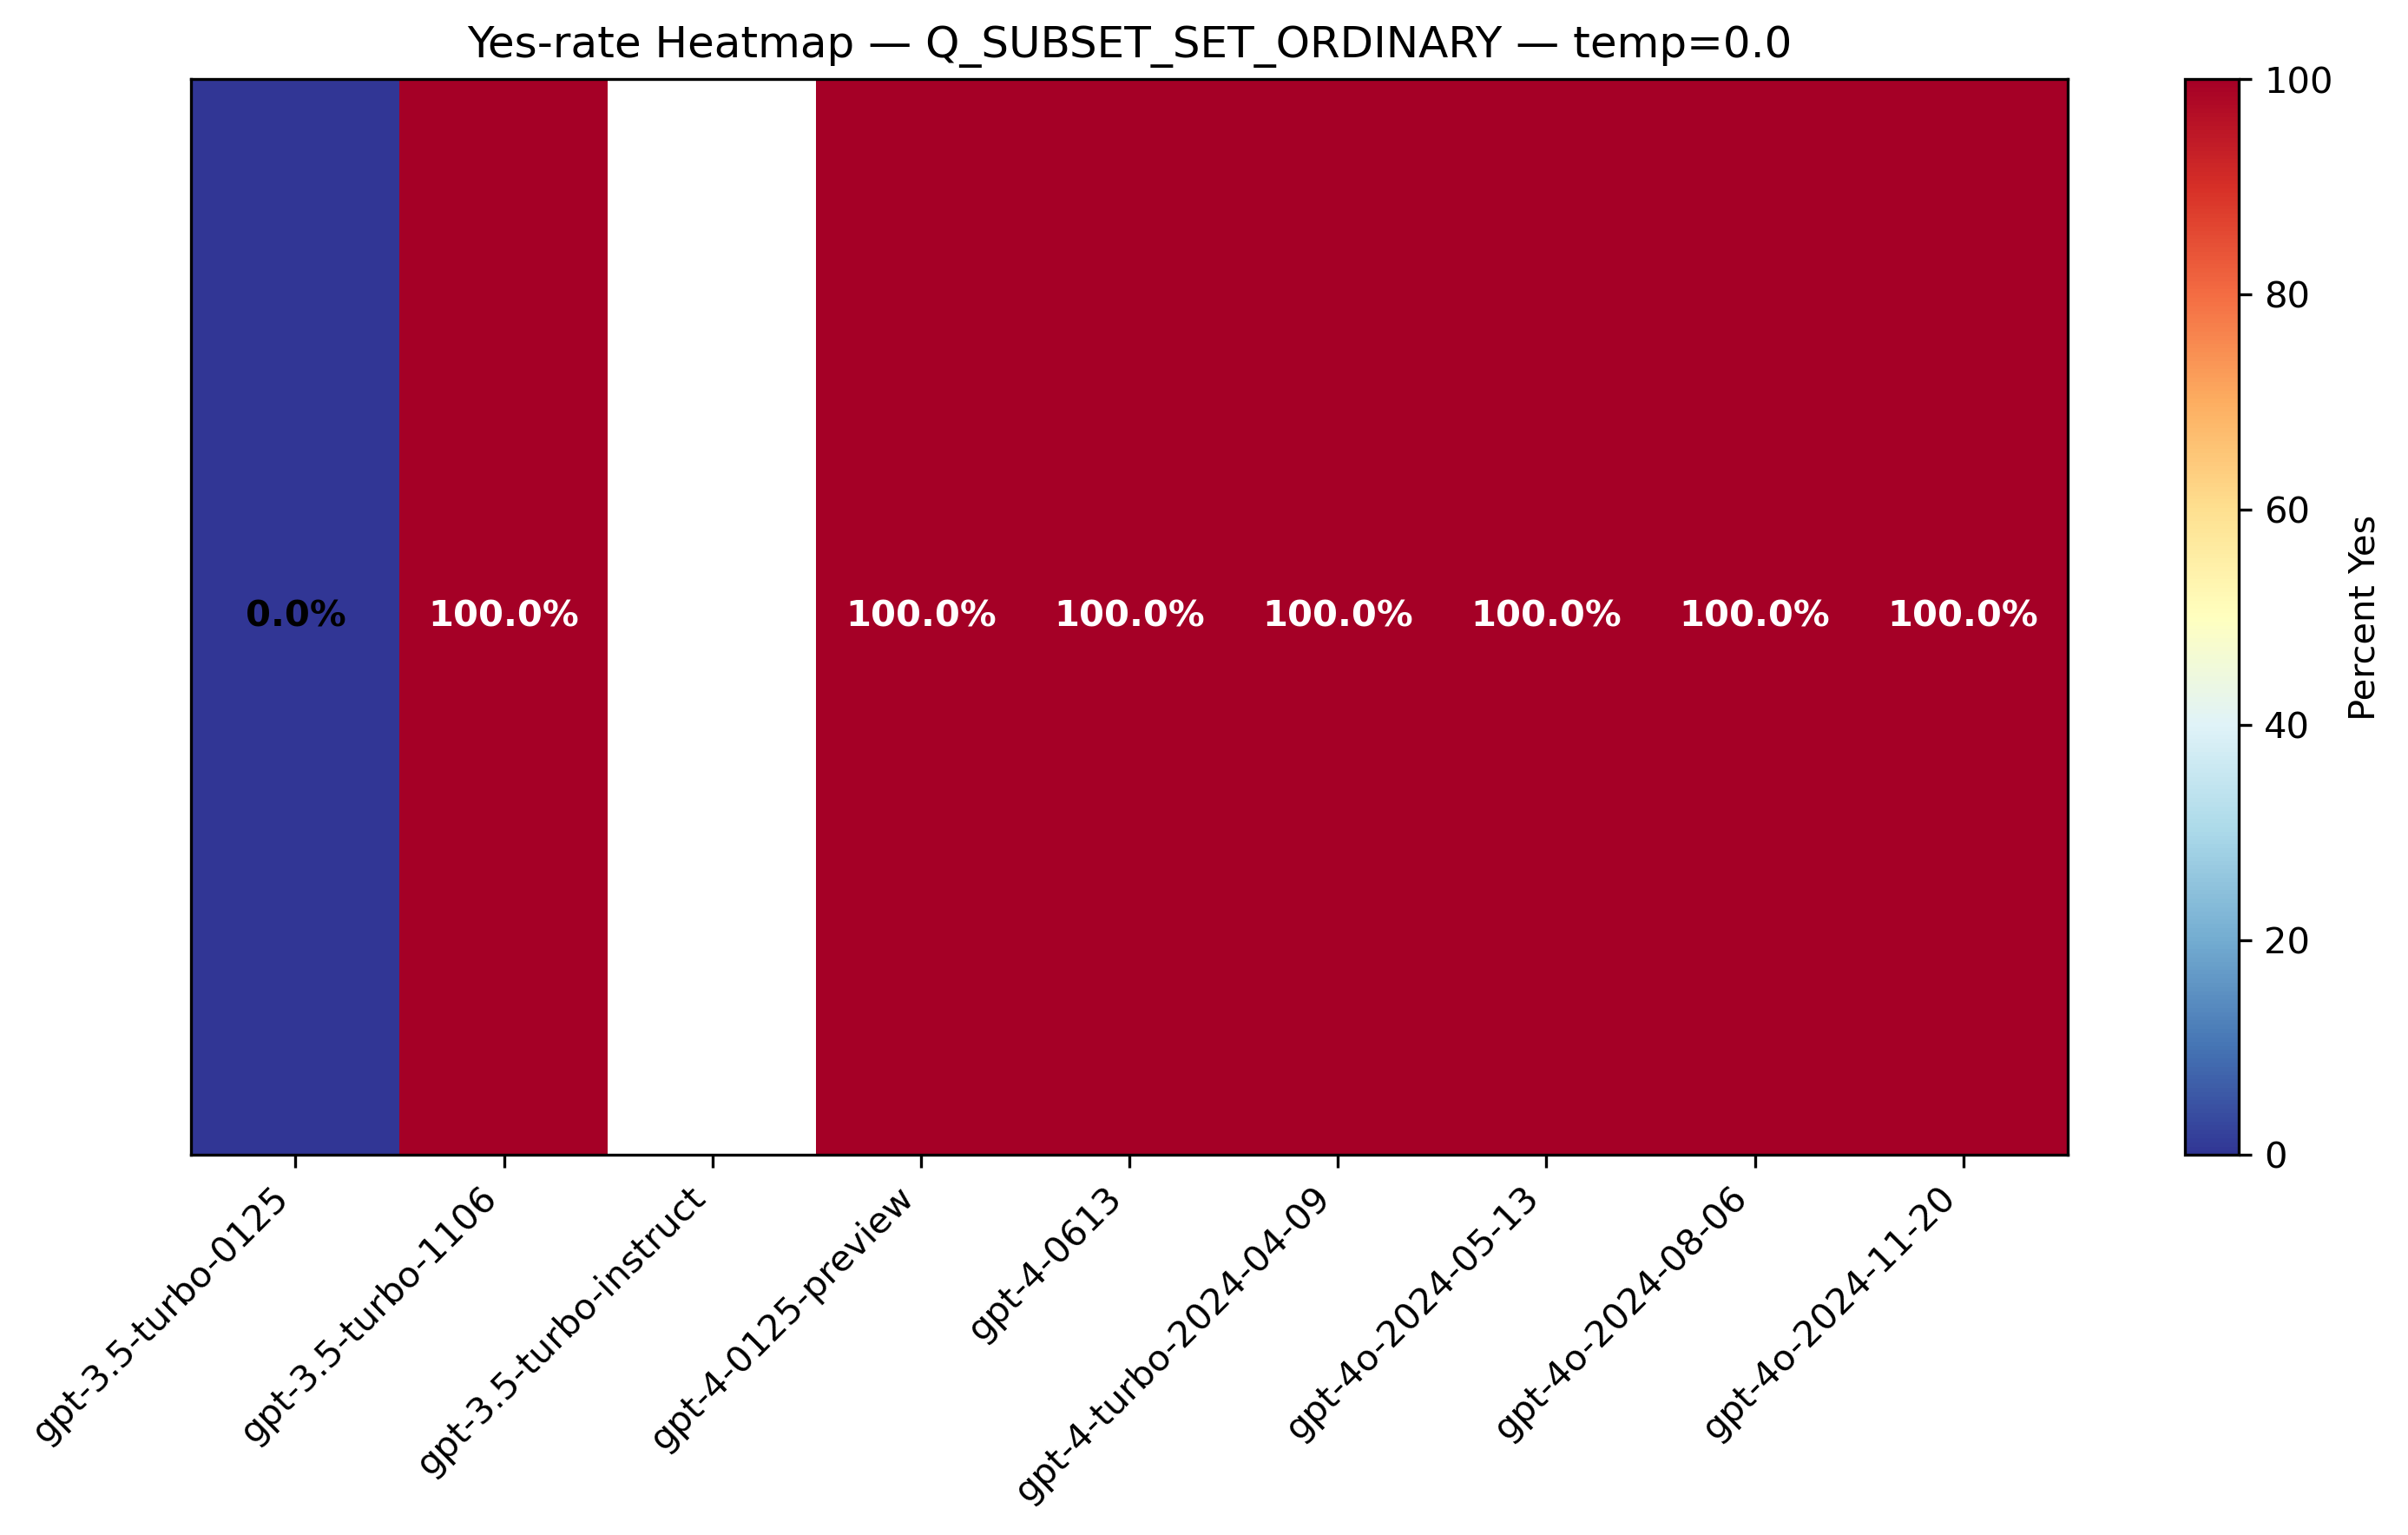 Yes-rate Heatmap — Q_SUBSET_SET_ORDINARY — temp=0.0
0.0%
100.0%
100.0%
100.0%
100.0%
100.0%
100.0%
100.0%
gpt-3.5-turbo-0125
gpt-3.5-turbo-1106
gpt-3.5-turbo-instruct
gpt-4-0125-preview
gpt-4-0613
gpt-4-turbo-2024-04-09
gpt-4o-2024-05-13
gpt-4o-2024-08-06
gpt-4o-2024-11-20
100
80
60
40
20
0
Percent Yes